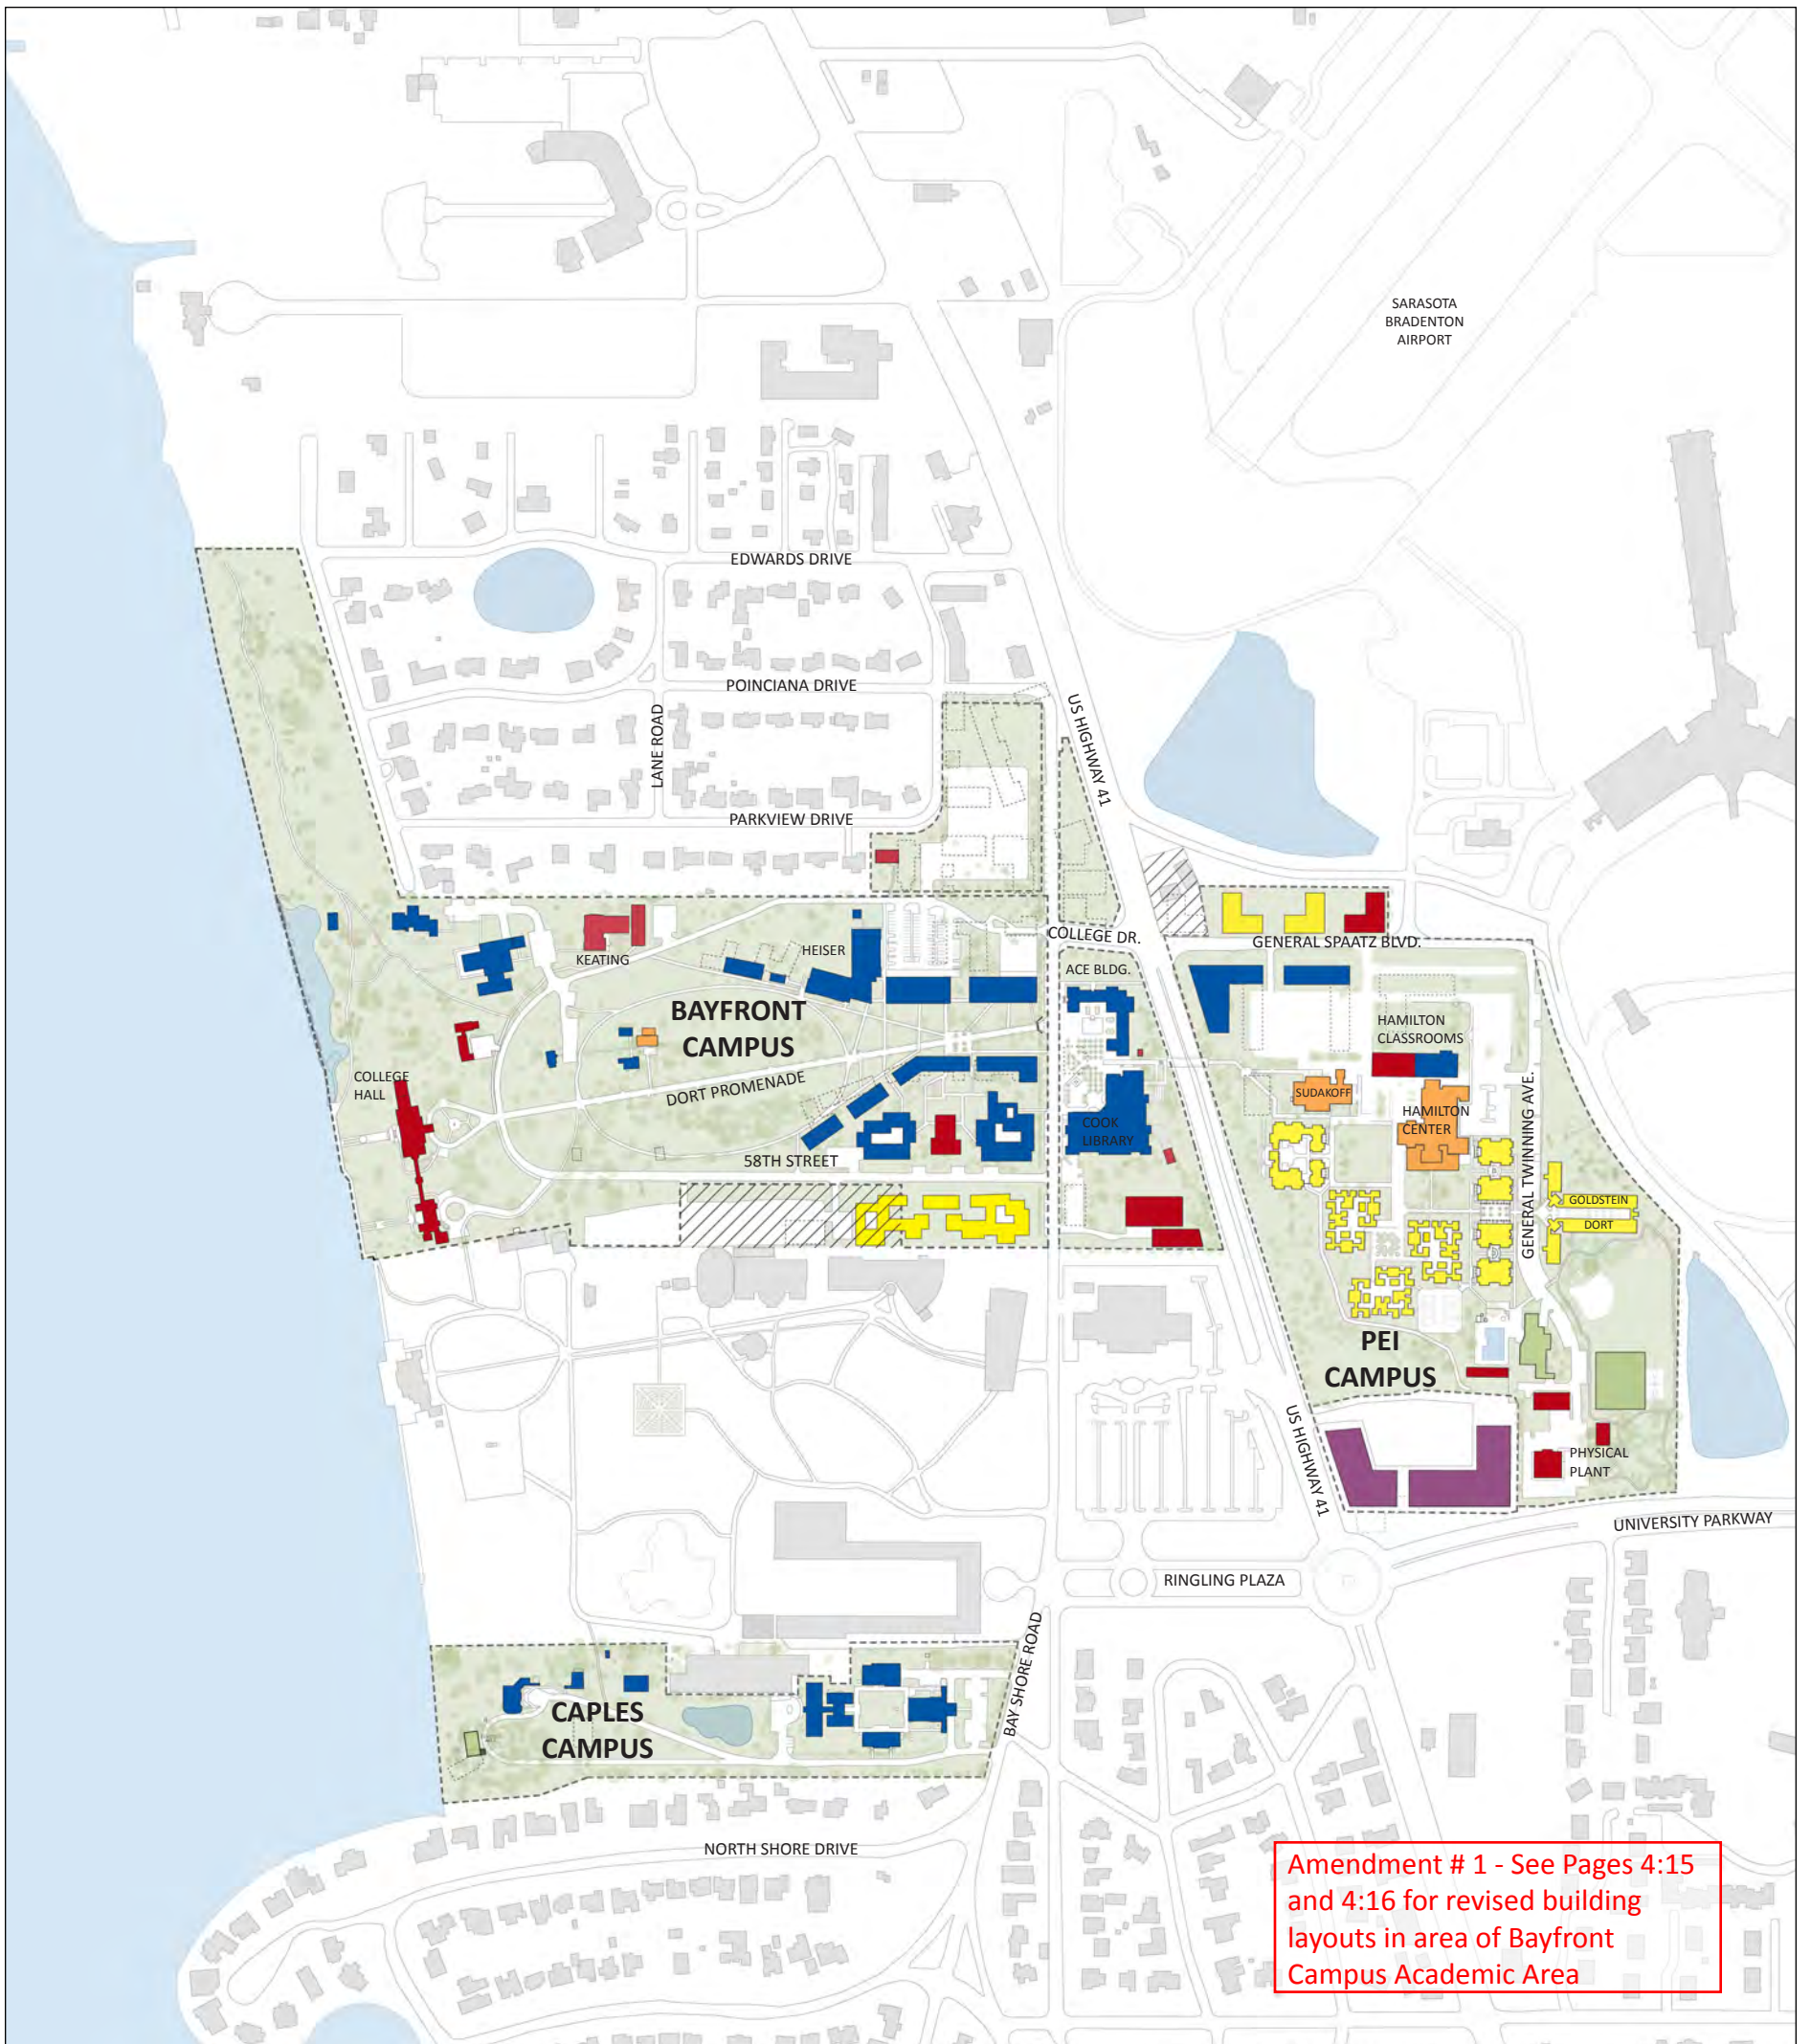 SARASOTA
BRADENTON
AIRPORT
EDWARDS DRIVE
POINCIANA DRIVE
LANE ROAD
US HIGHWAY 41
PARKVIEW DRIVE
COLLEGE DR.
GENERAL SPAATZ BLVD.
KEATING
HEISER
ACE BLDG.
BAYFRONT
CAMPUS
HAMILTON
CLASSROOMS
COLLEGE
HALL
DORT PROMENADE
SUDAKOFF
HAMILTON
CENTER
GENERAL TWINNING AVE.
COOK
LIBRARY
58TH STREET
GOLDSTEIN
DORT
PEI
CAMPUS
US HIGHWAY 41
PHYSICAL
PLANT
UNIVERSITY PARKWAY
RINGLING PLAZA
BAY SHORE ROAD
CAPLES
CAMPUS
NORTH SHORE DRIVE
Amendment # 1 - See Pages 4:15
and 4:16 for revised building
layouts in area of Bayfront
Campus Academic Area